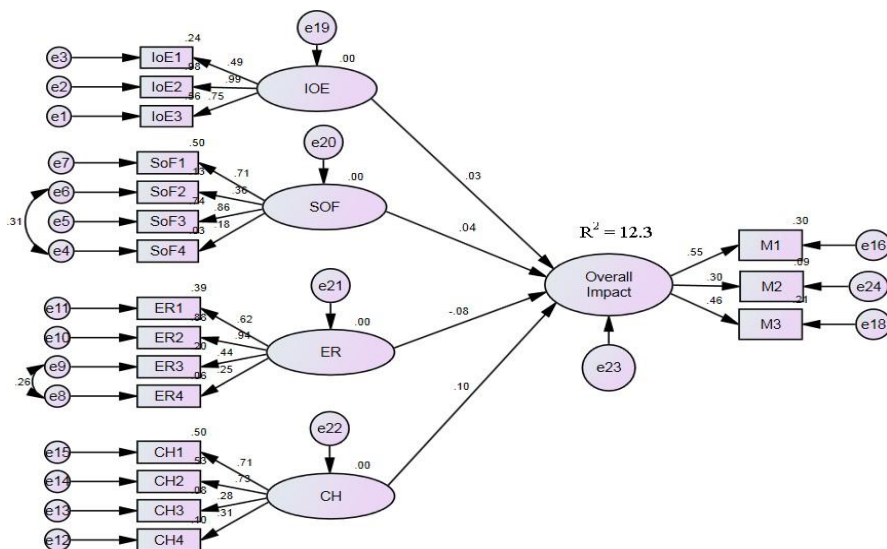 e19
.24
.00
e3
IoE1
.49
.98
e2
IoE2
.99
IOE
.56
.75
e1
IoE3
e20
.50
e7
SoF1
.71
.00
.13
e6
SoF2
.36
.03
.74
SOF
e5
SoF3
.86
.31
.18
.03
e4
SoF4
.04
R² = 12.3
.30
M1
e16
.55
.09
Overall
Impact
.30
M2
e24
.46
.21
M3
e18
e21
.39
e11
ER1
.62
.00
-.08
.88
e10
ER2
.94
ER
.20
e9
ER3
.44
e23
.26
.06
.25
e8
ER4
.10
e22
.50
e15
CH1
.71
.00
.53
e14
CH2
.73
CH
.08
e13
CH3
.28
.31
.10
e12
CH4